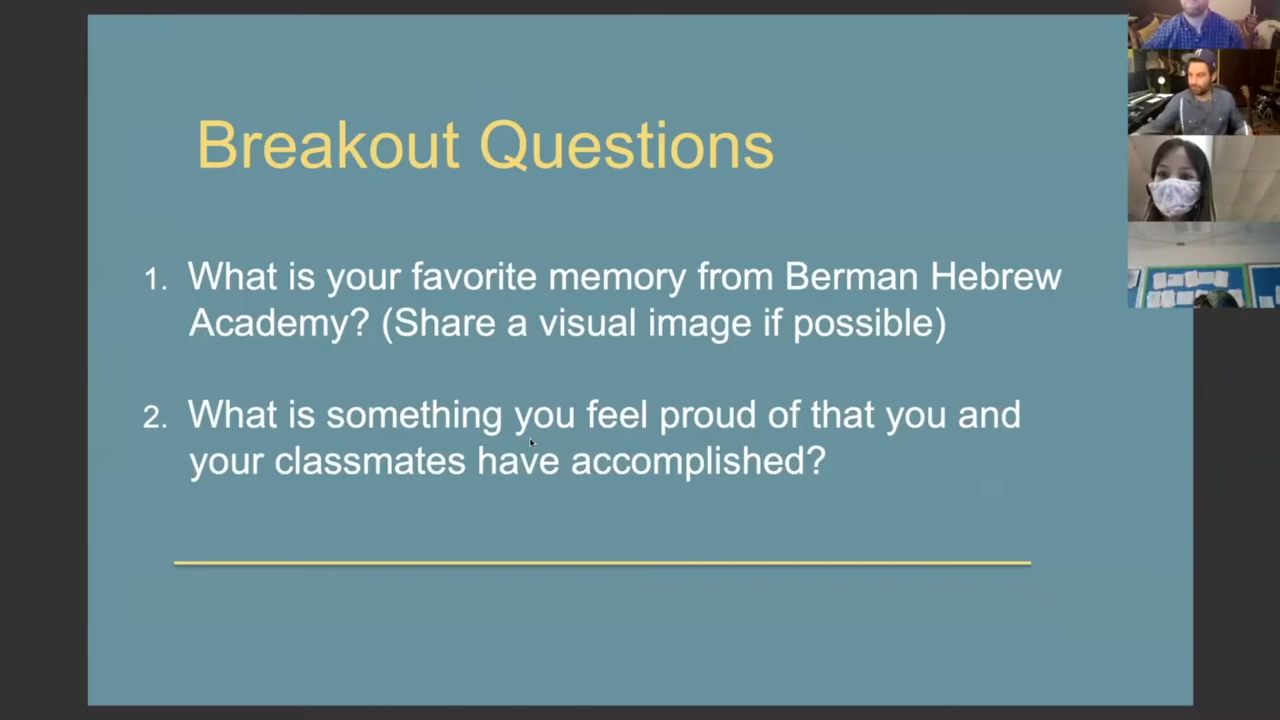 Breakout Questions
1. What is your favorite memory from Berman Hebrew
Academy? (Share a visual image if possible)
2. What is something you feel proud of that you and
your classmates have accomplished?